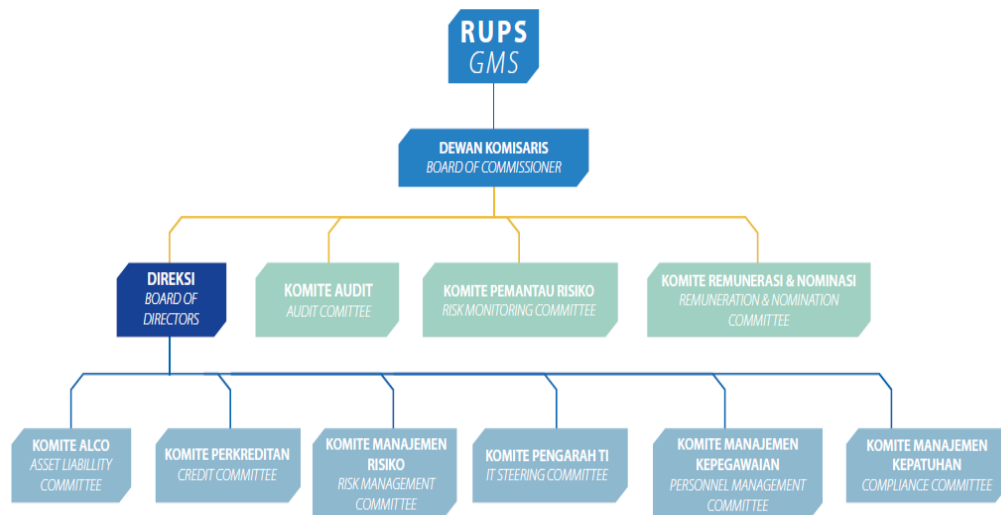 RUPS
GMS
DEWAN KOMISARIS
BOARD OF COMMISSIONER
DIREKSI
BOARD OF
DIRECTORS
KOMITE AUDIT
AUDIT COMITTEE
KOMITE PEMANTAU RISIKO
RISK MONITORING COMMITTEE
KOMITE REMUNERASI & NOMINASI
REMUNERATION & NOMINATION
COMMITTEE
KOMITE ALCO
ASSET LIABILLITY
COMMITTEE
KOMITE PERKREDITAN
CREDIT COMMITTEE
KOMITE MANAJEMEN
RISIKO
RISK MANAGEMENT
COMMITTEE
KOMITE PENGARAH TI
IT STEERING COMMITTEE
KOMITE MANAJEMEN
KEPEGAWAIAN
PERSONNEL MANAGEMENT
COMMITTEE
KOMITE MANAJEMEN
KEPATUHAN
COMPLIANCE COMMITTEE